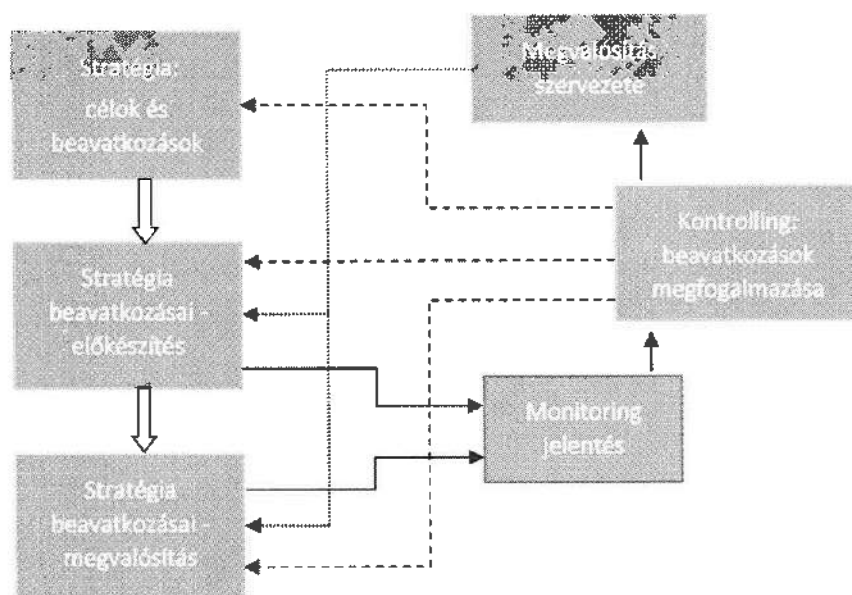 Stratégia:
célok és
beavatkozások
Megvalósítás
szervezete
Kontrolling:
beavatkozások
megfogalmazása
Stratégia
beavatkozásai -
előkészítés
Monitoring
jelentés
Stratégia
beavatkozásai -
megvalósítás